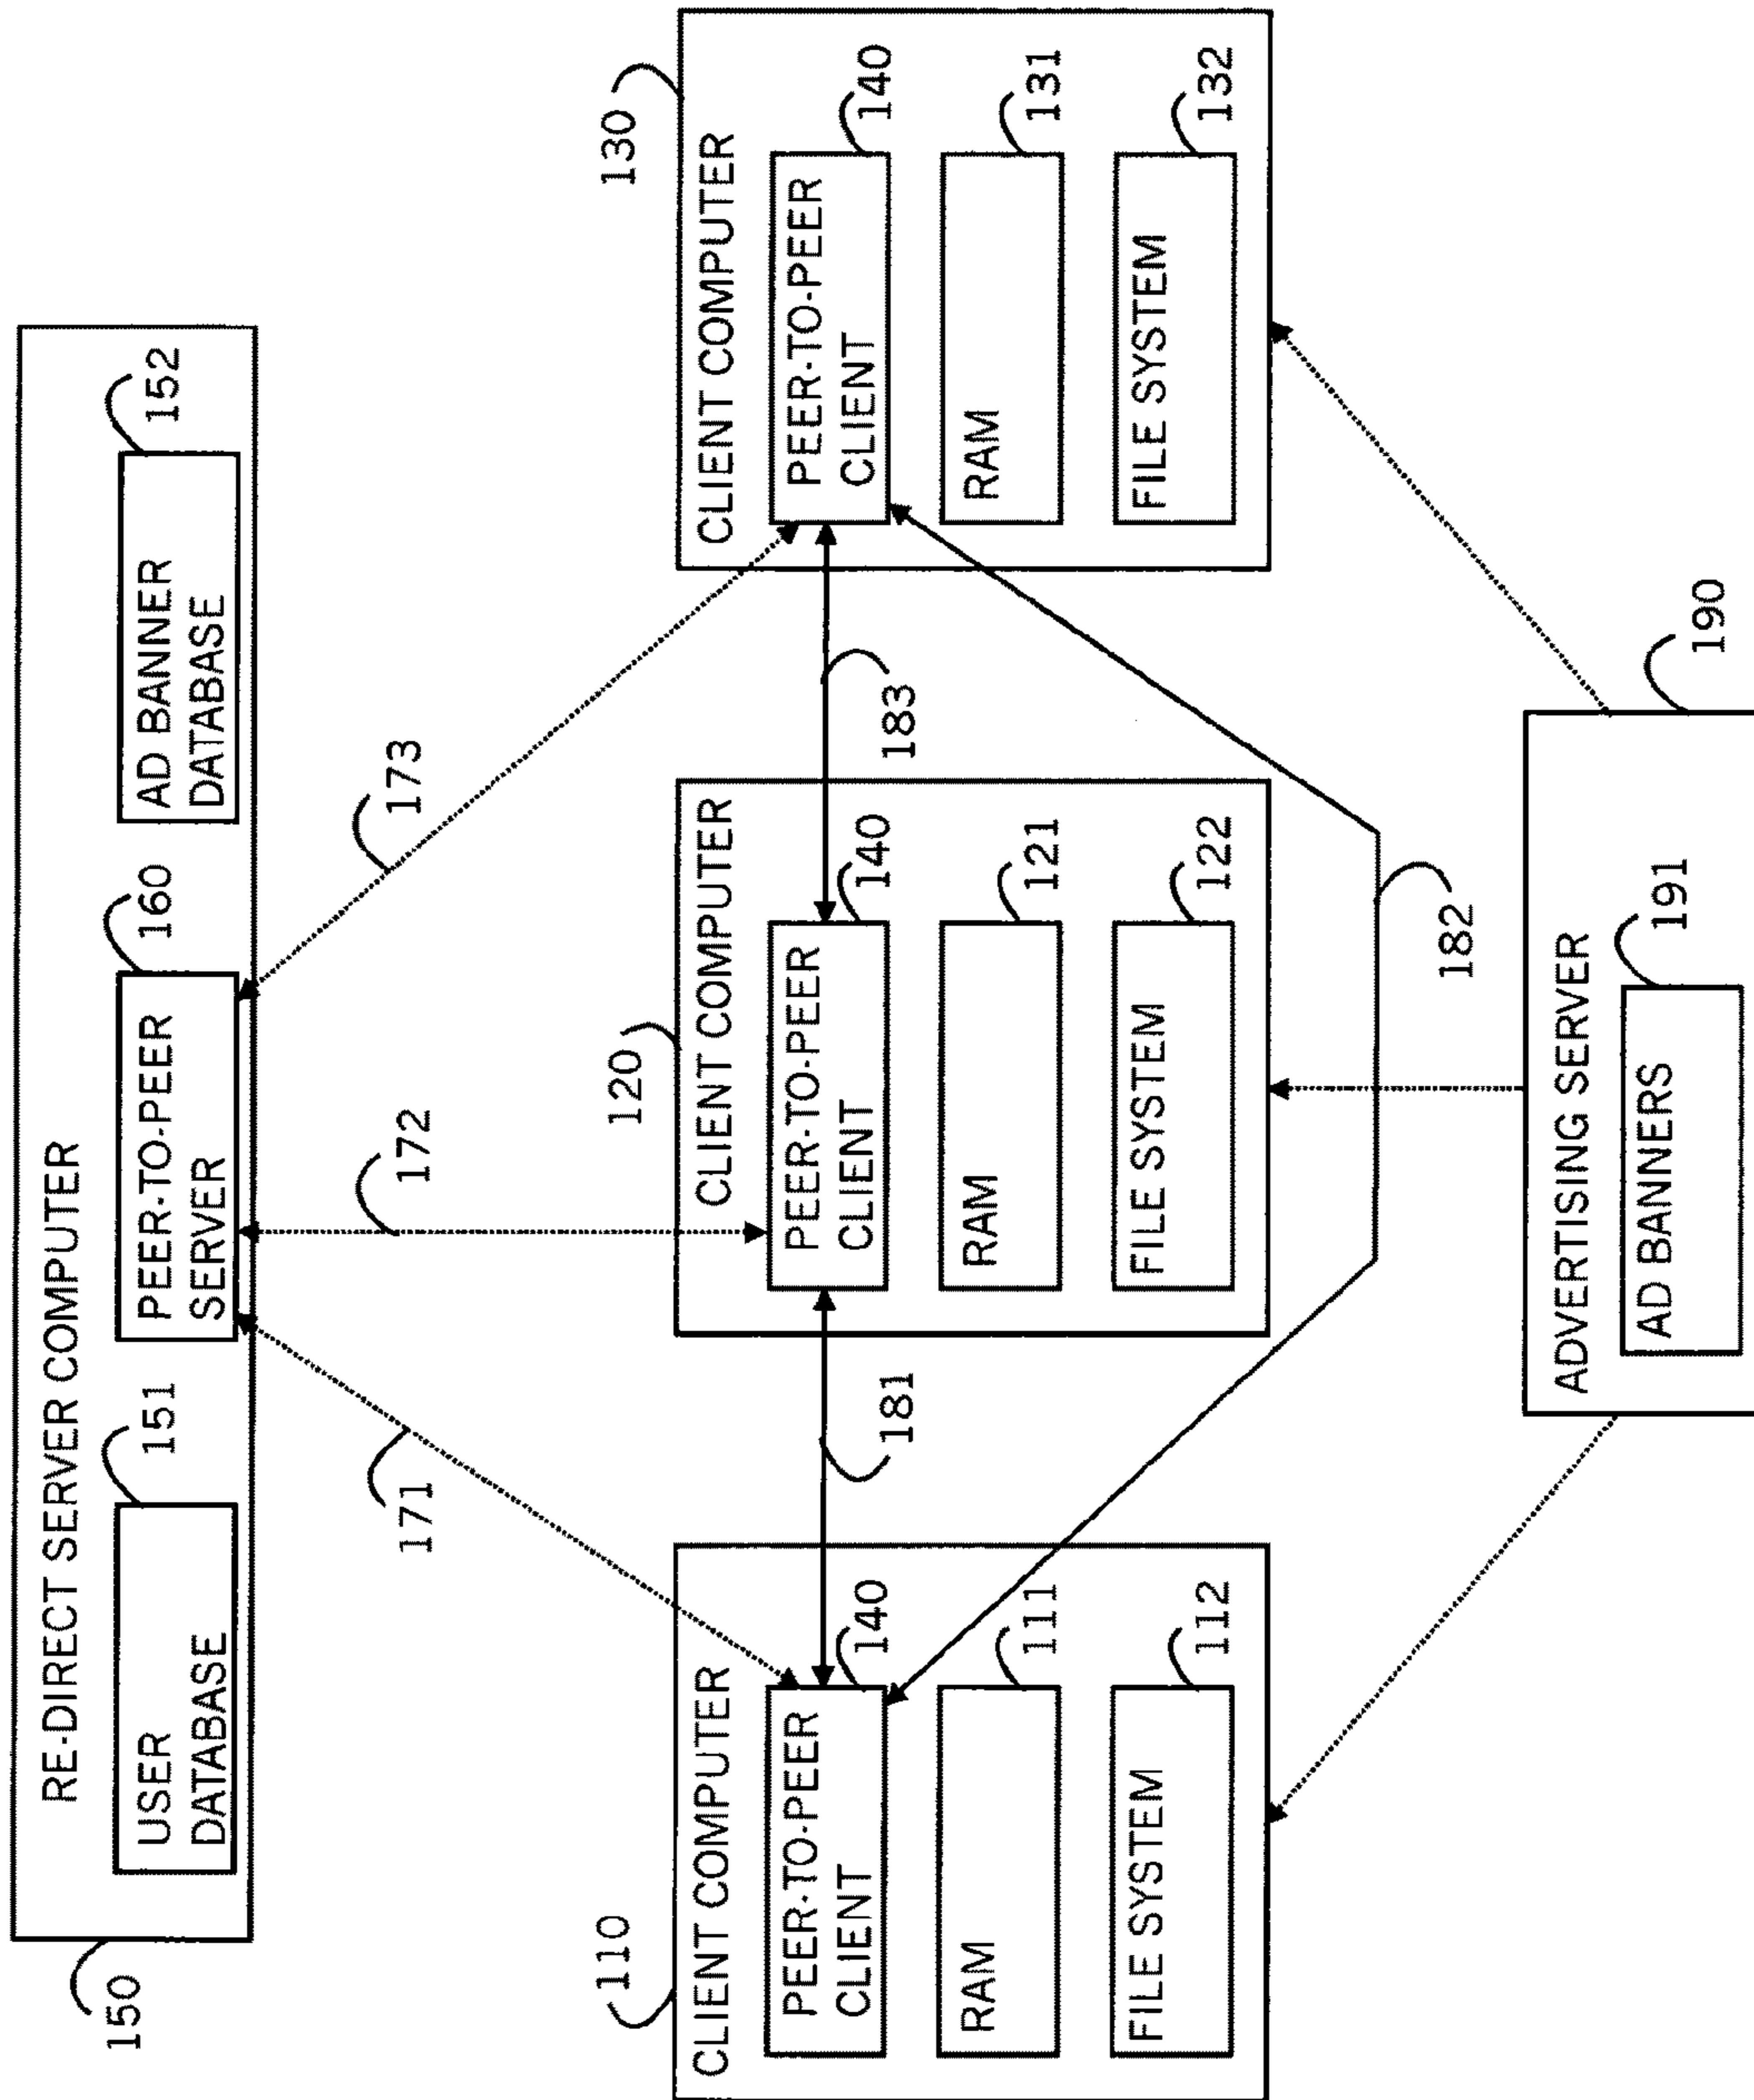 150
RE-DIRECT SERVER COMPUTER
USER
DATABASE
151
PEER-TO-PEER
SERVER
160
AD BANNER
DATABASE
152
171
172
173
110
CLIENT COMPUTER
PEER-TO-PEER
CLIENT
140
RAM
111
FILE SYSTEM
112
181
120
CLIENT COMPUTER
PEER-TO-PEER
CLIENT
140
RAM
121
FILE SYSTEM
122
183
130
CLIENT COMPUTER
PEER-TO-PEER
CLIENT
140
RAM
131
FILE SYSTEM
132
182
ADVERTISING SERVER
190
AD BANNERS
191